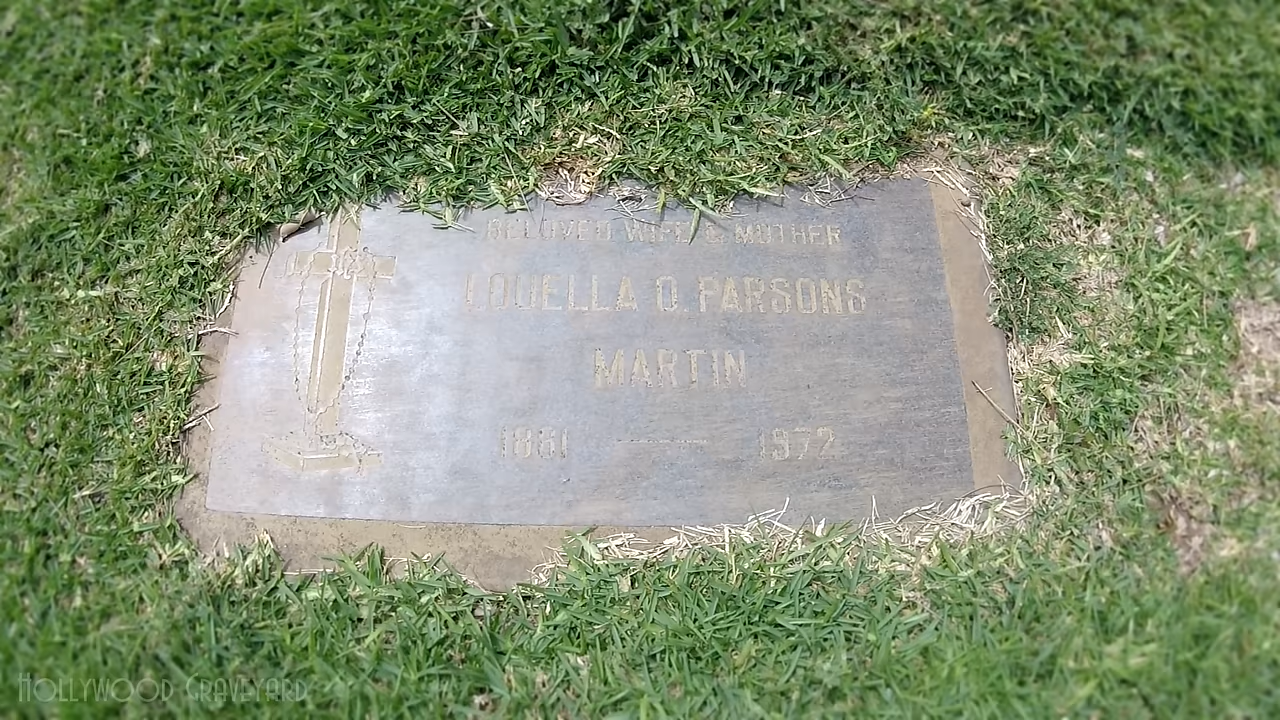 BELOVED WIFE & MOTHER
LOUELLA O. PARSONS
MARTIN
1881 — 1972
HOLLYWOOD GRAVEYARD